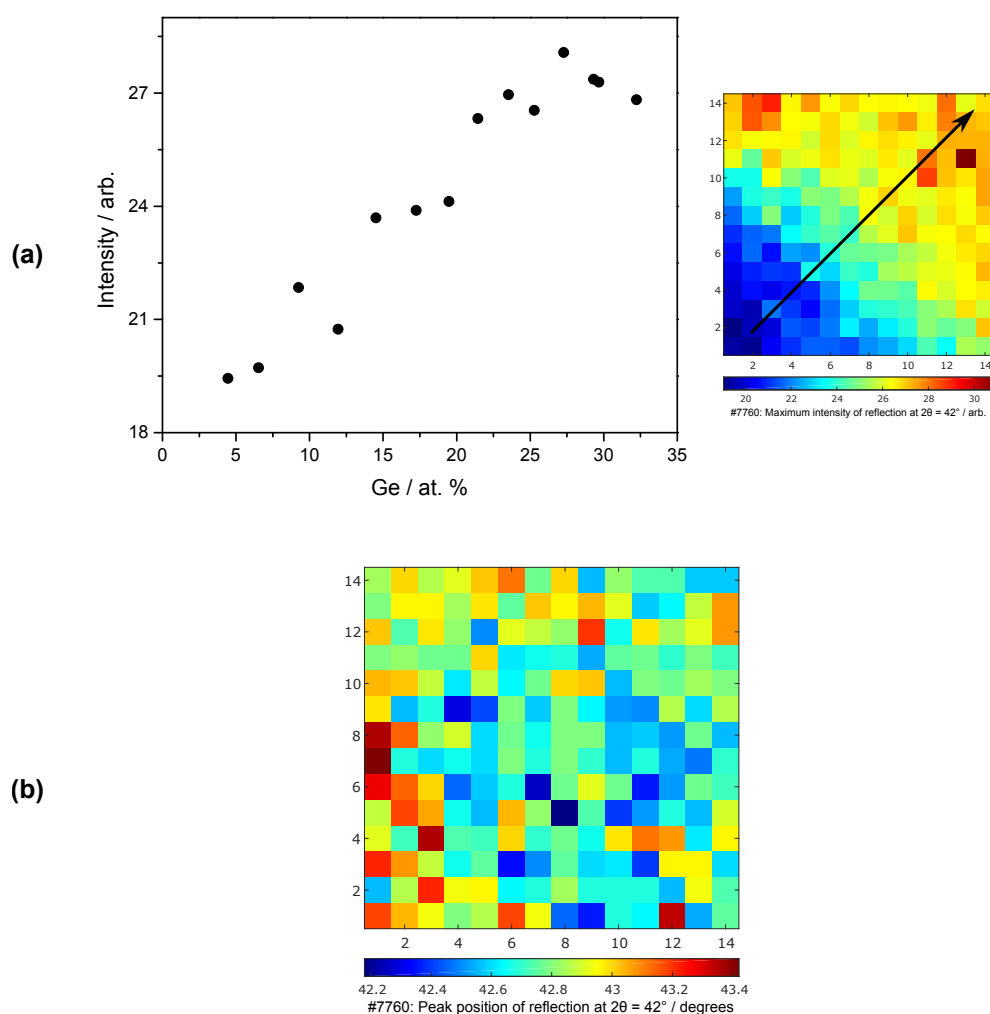 (a)
Intensity / arb.
27
24
21
18
0 5 10 15 20 25 30 35
Ge / at. %
14
12
10
8
6
4
2
2 4 6 8 10 12 14
20 22 24 26 28 30
#7760: Maximum intensity of reflection at 2θ = 42° / arb.
(b)
14
12
10
8
6
4
2
2 4 6 8 10 12 14
42.2 42.4 42.6 42.8 43 43.2 43.4
#7760: Peak position of reflection at 2θ = 42° / degrees